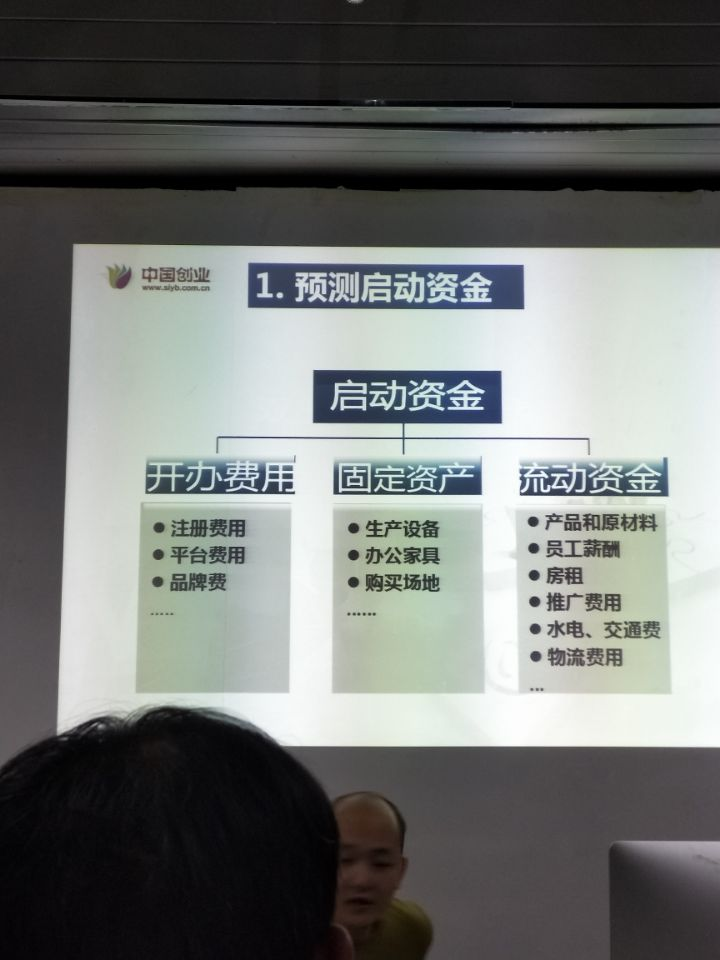 中国创业
www.siyb.com.cn
1. 预测启动资金
启动资金
开办费用
● 注册费用
● 平台费用
● 品牌费
.....
固定资产
● 生产设备
● 办公家具
● 购买场地
......
流动资金
● 产品和原材料
● 员工薪酬
● 房租
● 推广费用
● 水电、交通费
● 物流费用
...